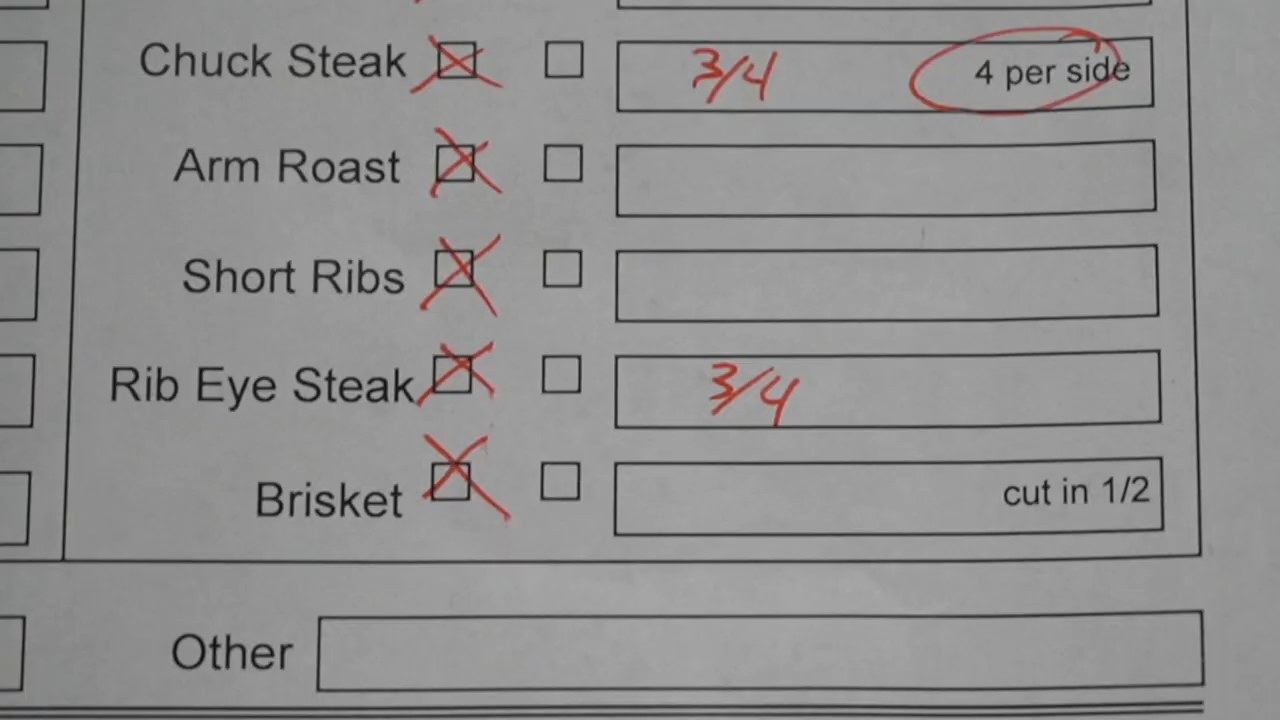 Chuck Steak 3/4 4 per side
Arm Roast
Short Ribs
Rib Eye Steak 3/4
Brisket cut in 1/2
Other